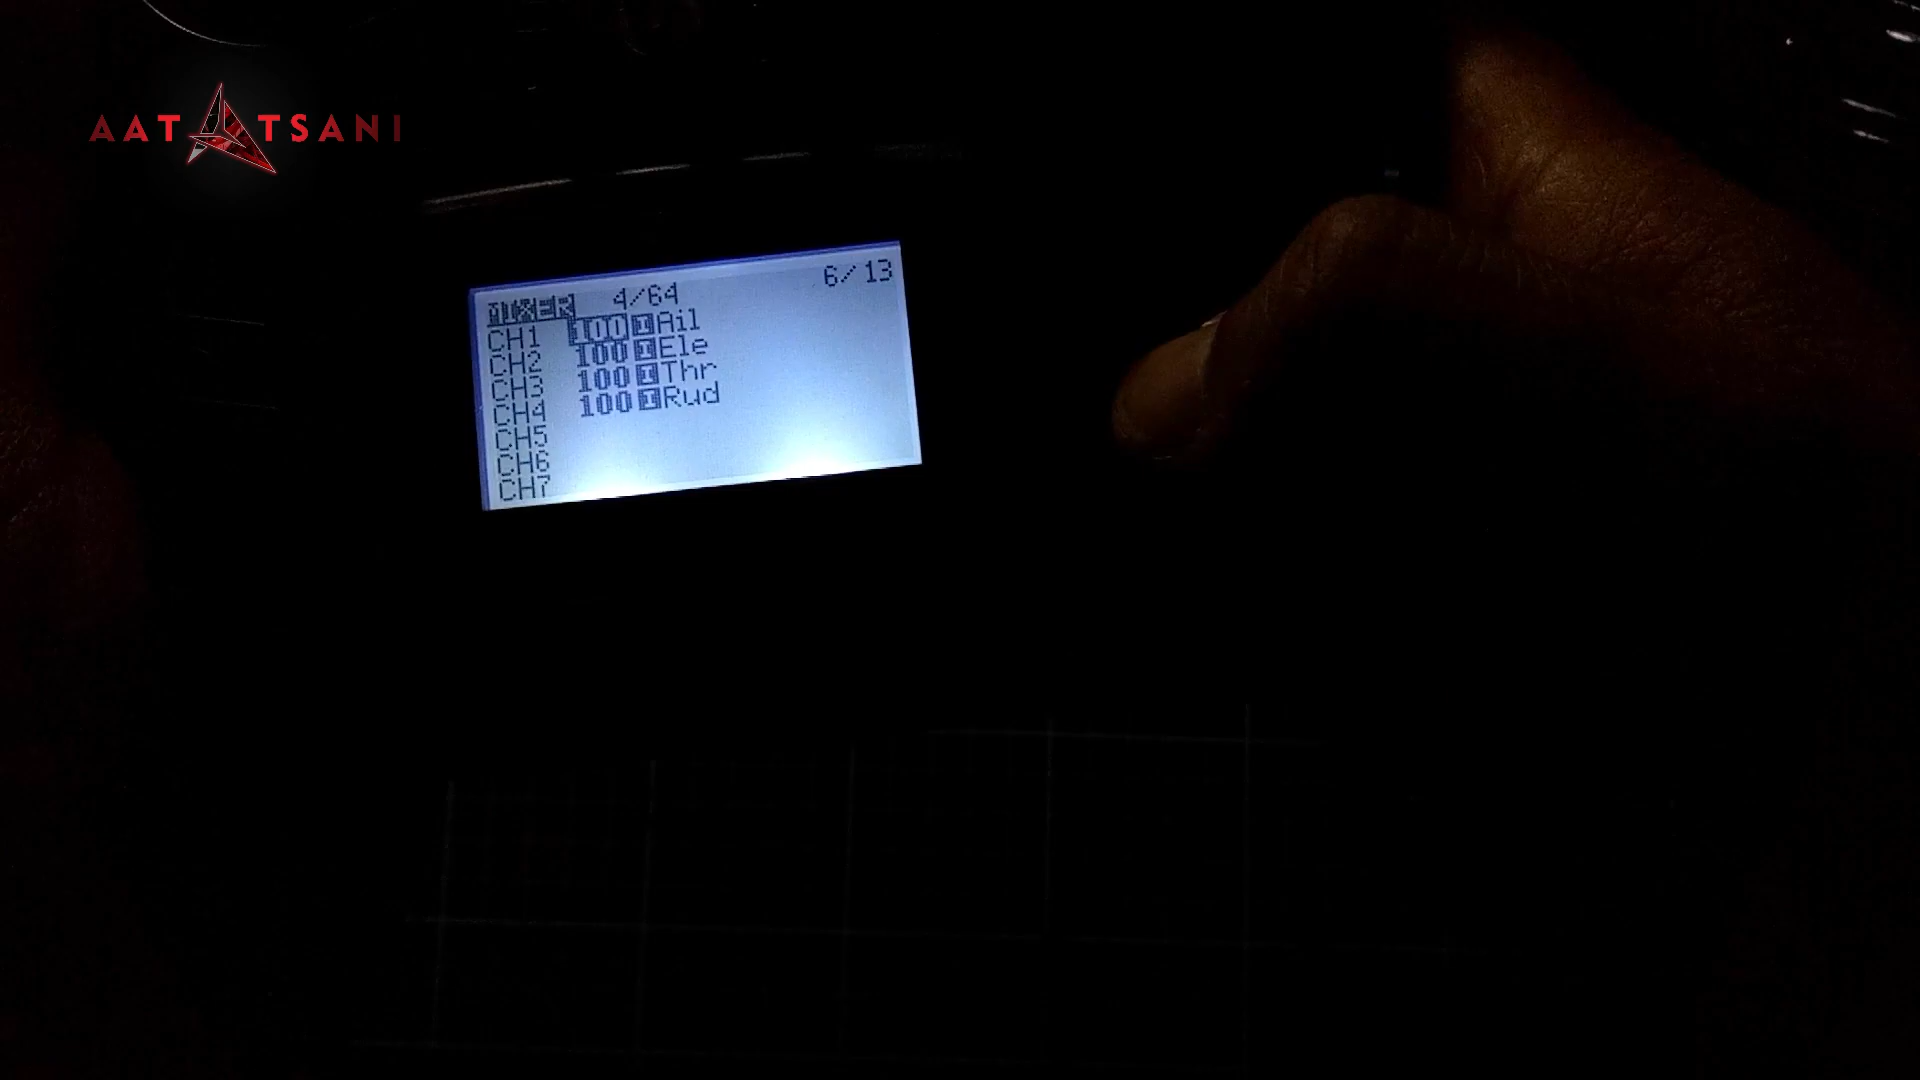 AATTSANI
MIXER 4/64 6/13
CH1 100 I Ail
CH2 100 I Ele
CH3 100 I Thr
CH4 100 I Rud
CH5
CH6
CH7